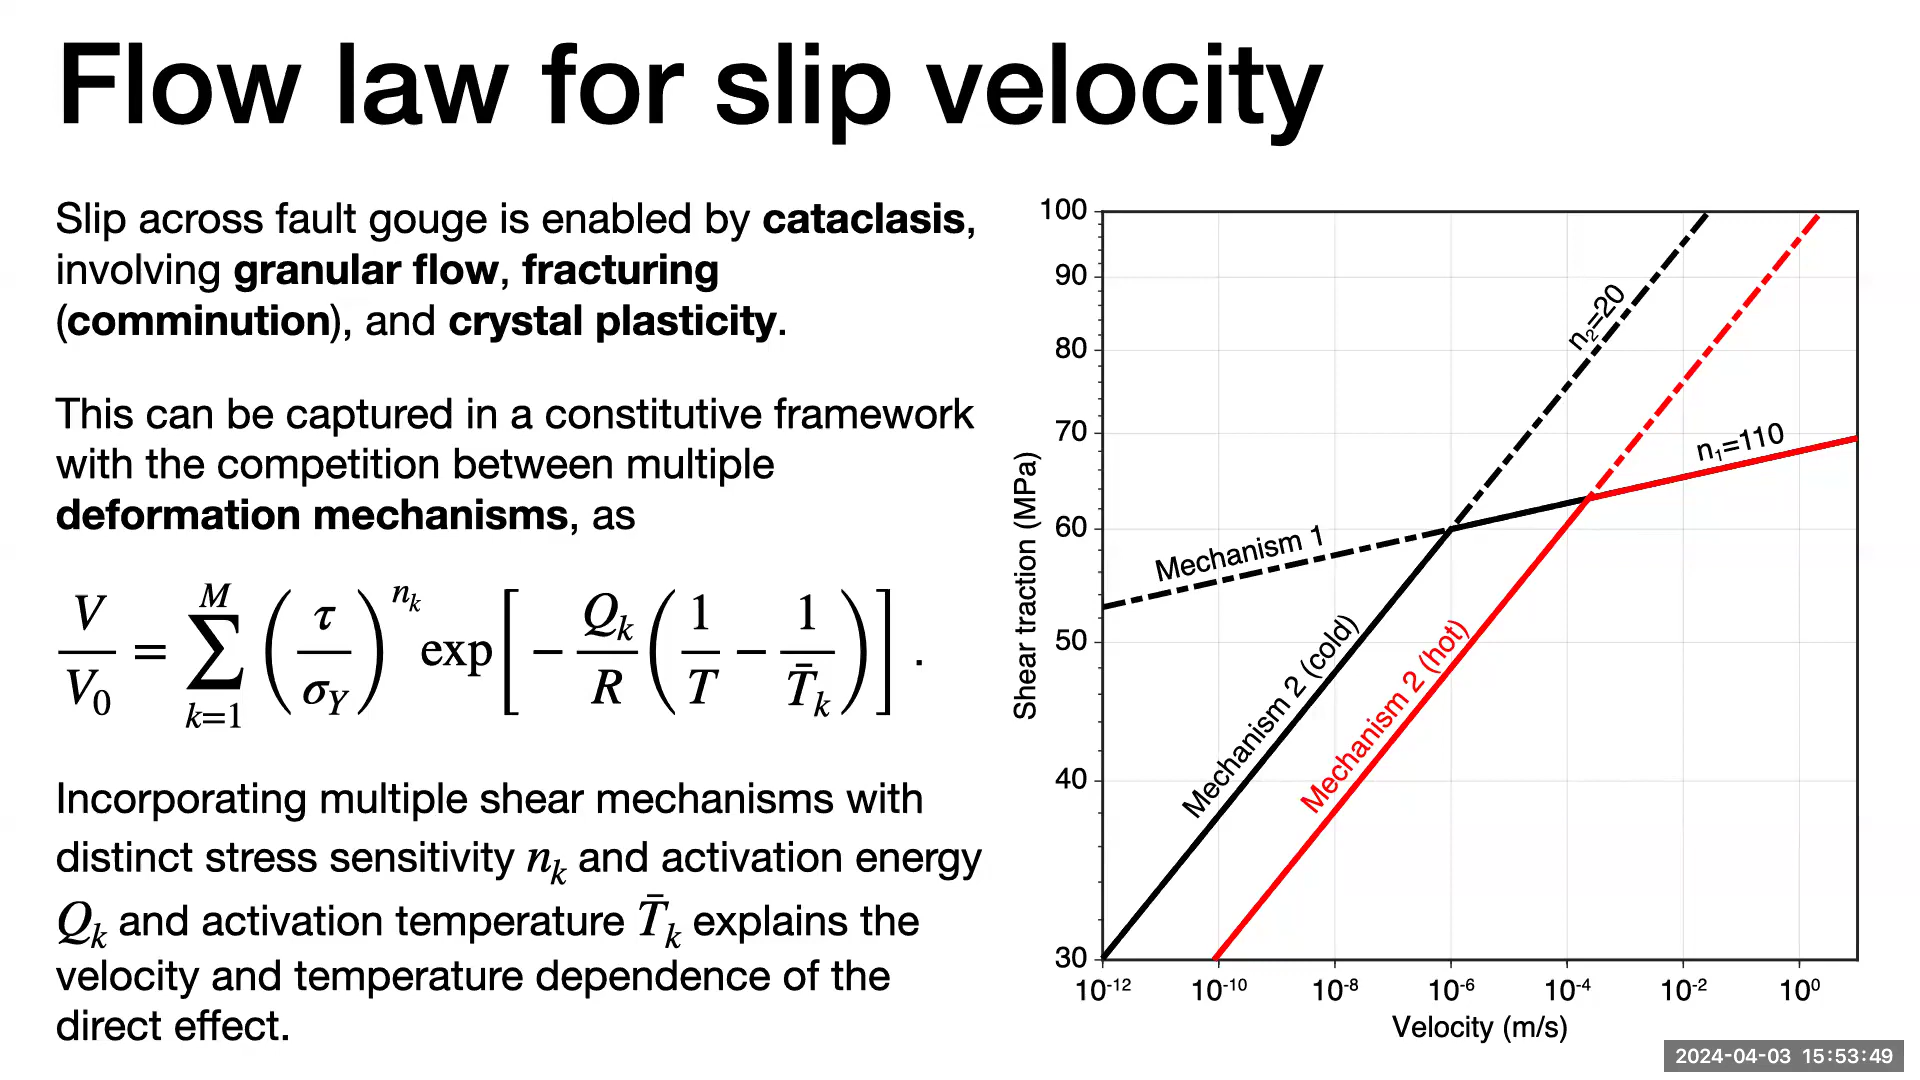 Flow law for slip velocity
Slip across fault gouge is enabled by cataclasis,
involving granular flow, fracturing
(comminution), and crystal plasticity.
This can be captured in a constitutive framework
with the competition between multiple
deformation mechanisms, as
V/V₀ = ∑ₖ₌₁ᴹ (τ/σ_Y)^{nₖ} exp[ − Qₖ/R (1/T − 1/T̄ₖ) ] .
Incorporating multiple shear mechanisms with
distinct stress sensitivity nₖ and activation energy
Qₖ and activation temperature T̄ₖ explains the
velocity and temperature dependence of the
direct effect.
Shear traction (MPa)
100
90
80
70
60
50
40
30
n₂=20
n₁=110
Mechanism 1
Mechanism 2 (cold)
Mechanism 2 (hot)
10⁻¹² 10⁻¹⁰ 10⁻⁸ 10⁻⁶ 10⁻⁴ 10⁻² 10⁰
Velocity (m/s)
2024-04-03 15:53:49